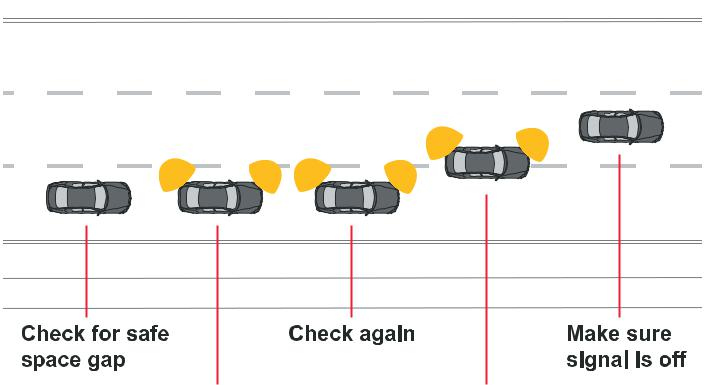 Check for safe
space gap
Check again
Make sure
signal is off